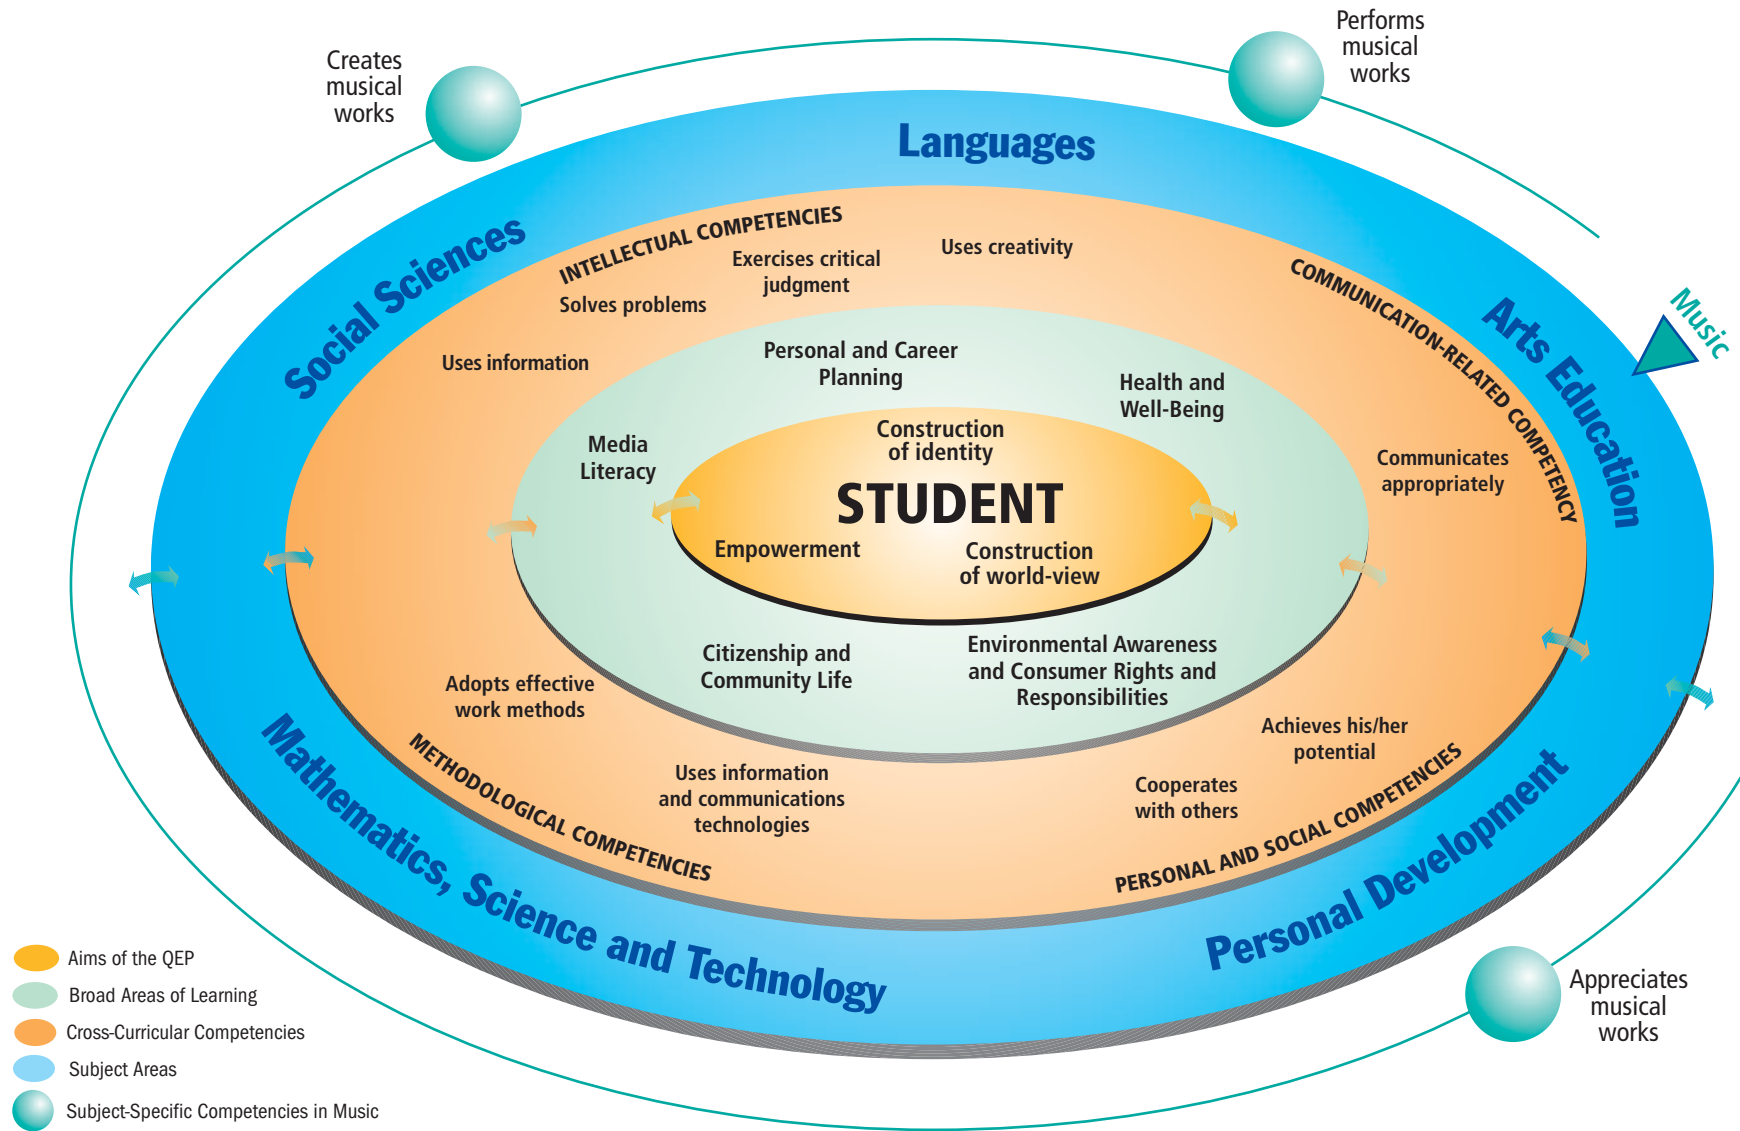 Creates
musical
works
Performs
musical
works
Languages
Social Sciences
Arts Education
Music
INTELLECTUAL COMPETENCIES
Exercises critical
judgment
Uses creativity
Solves problems
Uses information
COMMUNICATION-RELATED COMPETENCY
Communicates
appropriately
Personal and Career
Planning
Health and
Well-Being
Media
Literacy
Construction
of identity
STUDENT
Empowerment
Construction
of world-view
Citizenship and
Community Life
Environmental Awareness
and Consumer Rights and
Responsibilities
Adopts effective
work methods
METHODOLOGICAL COMPETENCIES
Uses information
and communications
technologies
Achieves his/her
potential
Cooperates
with others
PERSONAL AND SOCIAL COMPETENCIES
Mathematics, Science and Technology
Personal Development
Appreciates
musical
works
Aims of the QEP
Broad Areas of Learning
Cross-Curricular Competencies
Subject Areas
Subject-Specific Competencies in Music